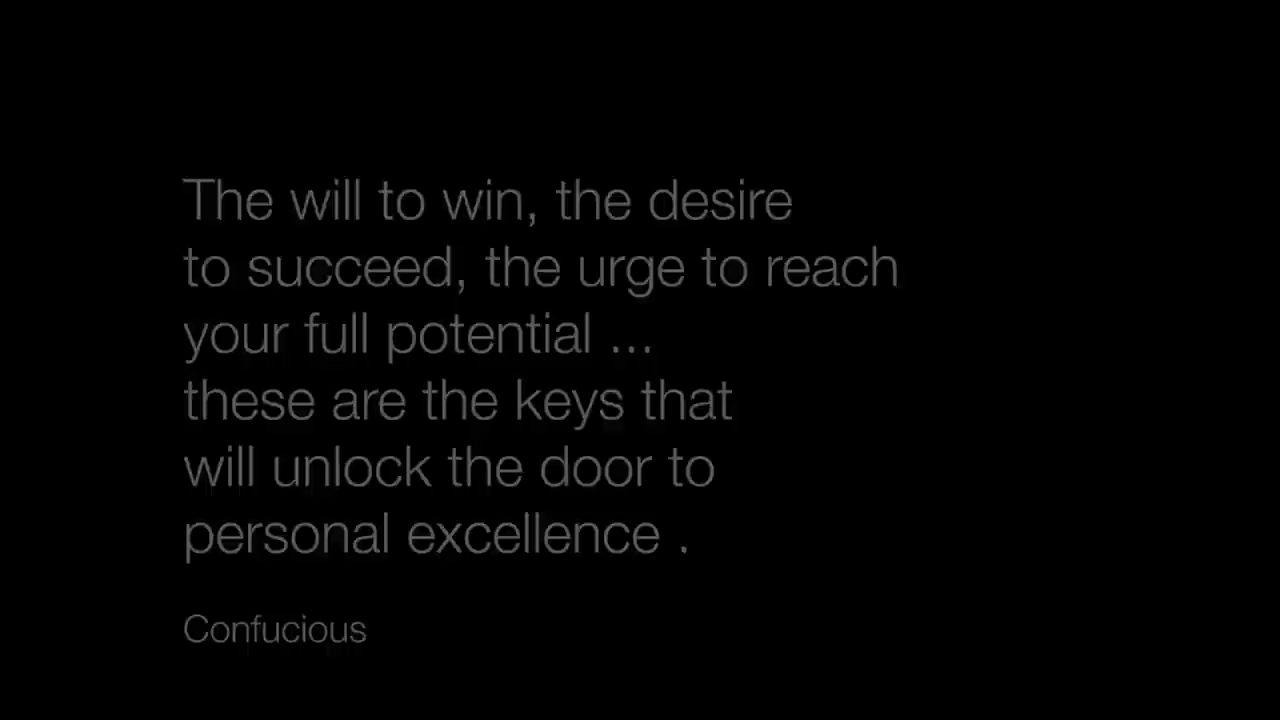 The will to win, the desire
to succeed, the urge to reach
your full potential ...
these are the keys that
will unlock the door to
personal excellence .
Confucious